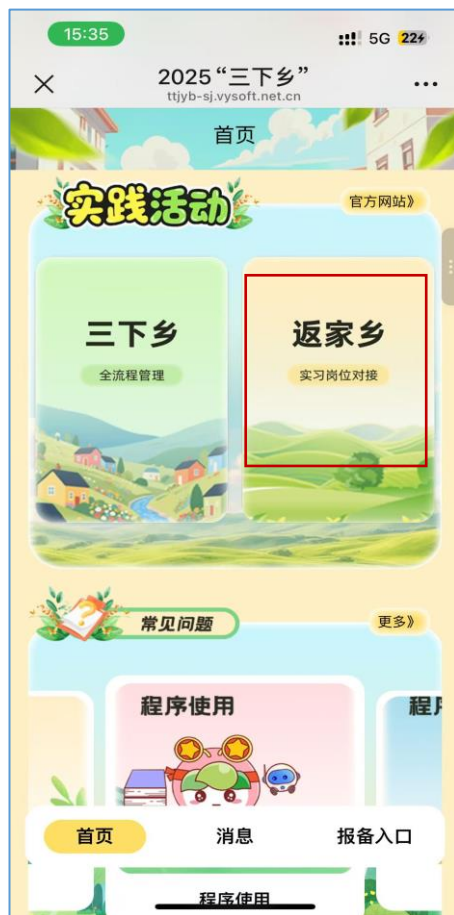 15:35
5G 22
2025“三下乡”
ttjyb-sj.vysoft.net.cn
首页
实践活动
官方网站》
三下乡
全流程管理
返家乡
实习岗位对接
常见问题
更多》
程序使用
首页
消息
报备入口
程序使用